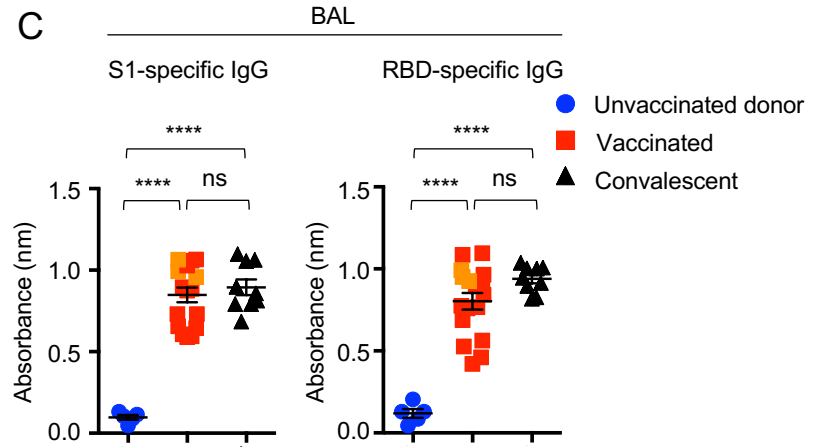 C
BAL
S1-specific IgG
RBD-specific IgG
Unvaccinated donor
Vaccinated
Convalescent
****
****
ns
1.5
1.0
0.5
0.0
Absorbance (nm)
****
****
ns
1.5
1.0
0.5
0.0
Absorbance (nm)